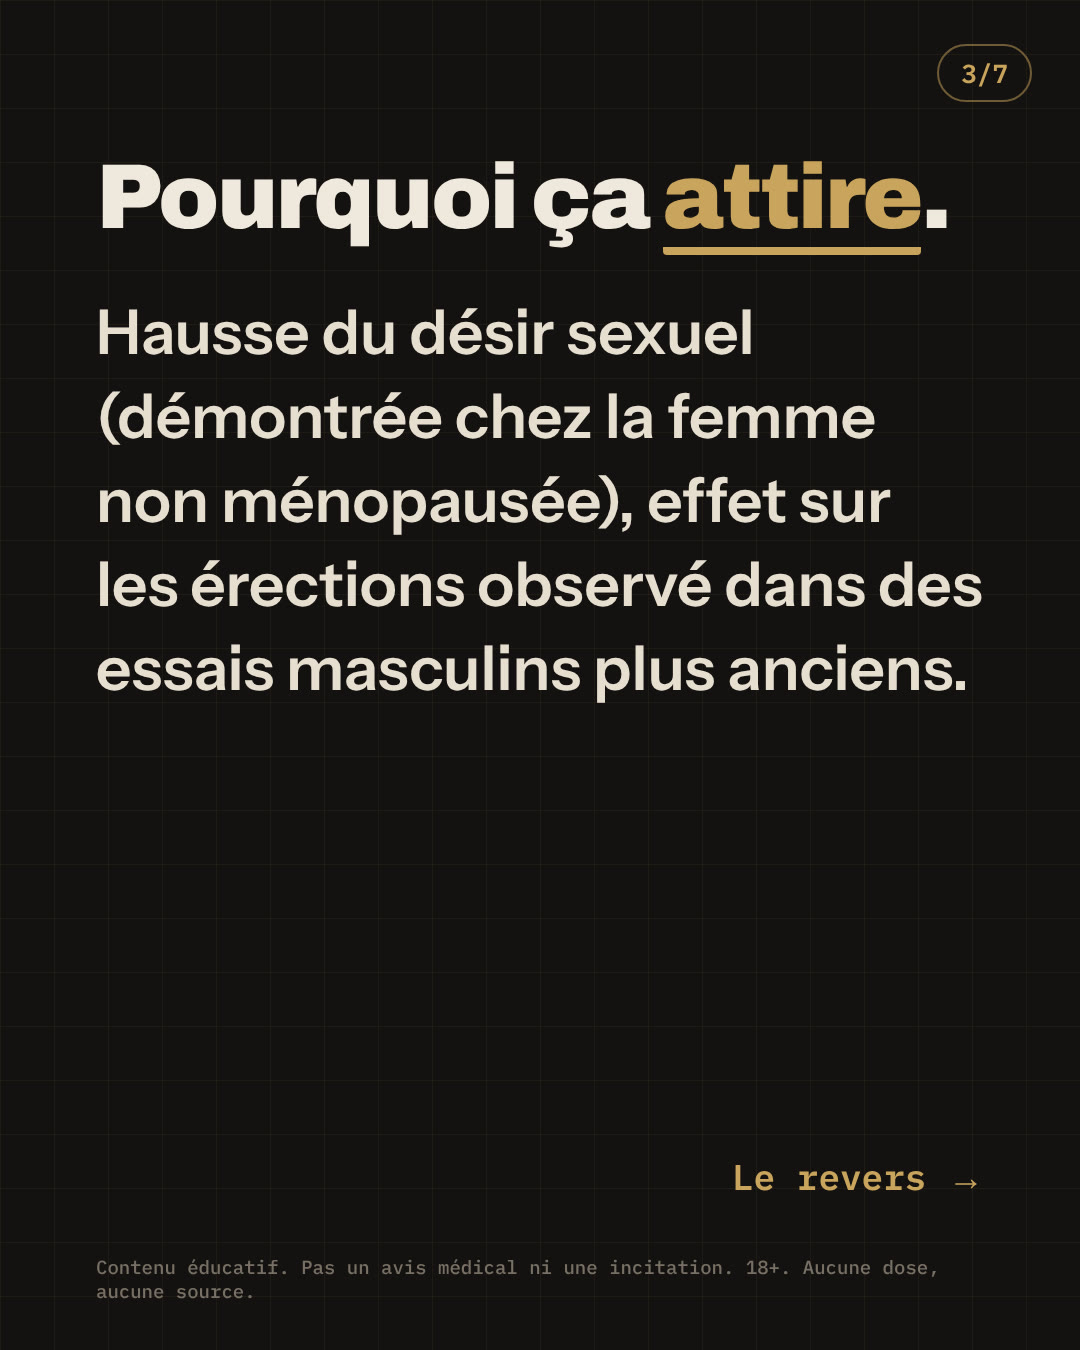 3/7
Pourquoi ça attire.
Hausse du désir sexuel
(démontrée chez la femme
non ménopausée), effet sur
les érections observé dans des
essais masculins plus anciens.
Le revers →
Contenu éducatif. Pas un avis médical ni une incitation. 18+. Aucune dose,
aucune source.